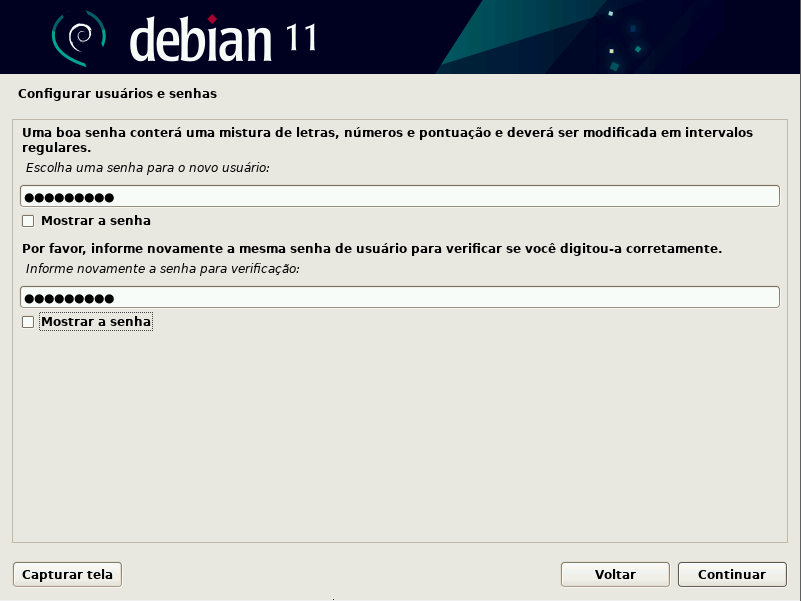 debian 11
Configurar usuários e senhas
Uma boa senha conterá uma mistura de letras, números e pontuação e deverá ser modificada em intervalos
regulares.
Escolha uma senha para o novo usuário:
●●●●●●●●●
Mostrar a senha
Por favor, informe novamente a mesma senha de usuário para verificar se você digitou-a corretamente.
Informe novamente a senha para verificação:
●●●●●●●●●
Mostrar a senha
Capturar tela
Voltar
Continuar